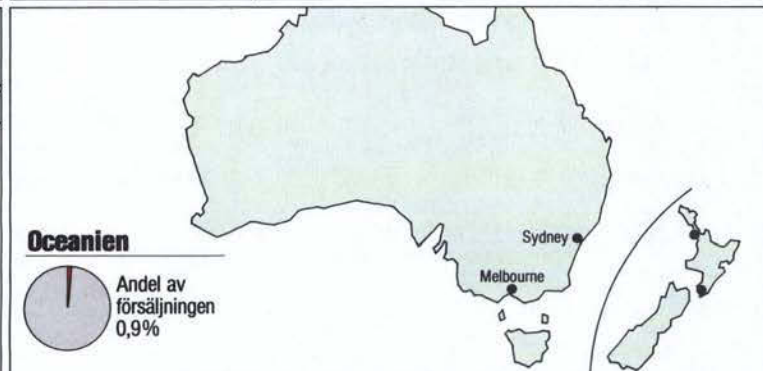 Oceanien
Andel av
försäljningen
0,9%
Sydney
Melbourne